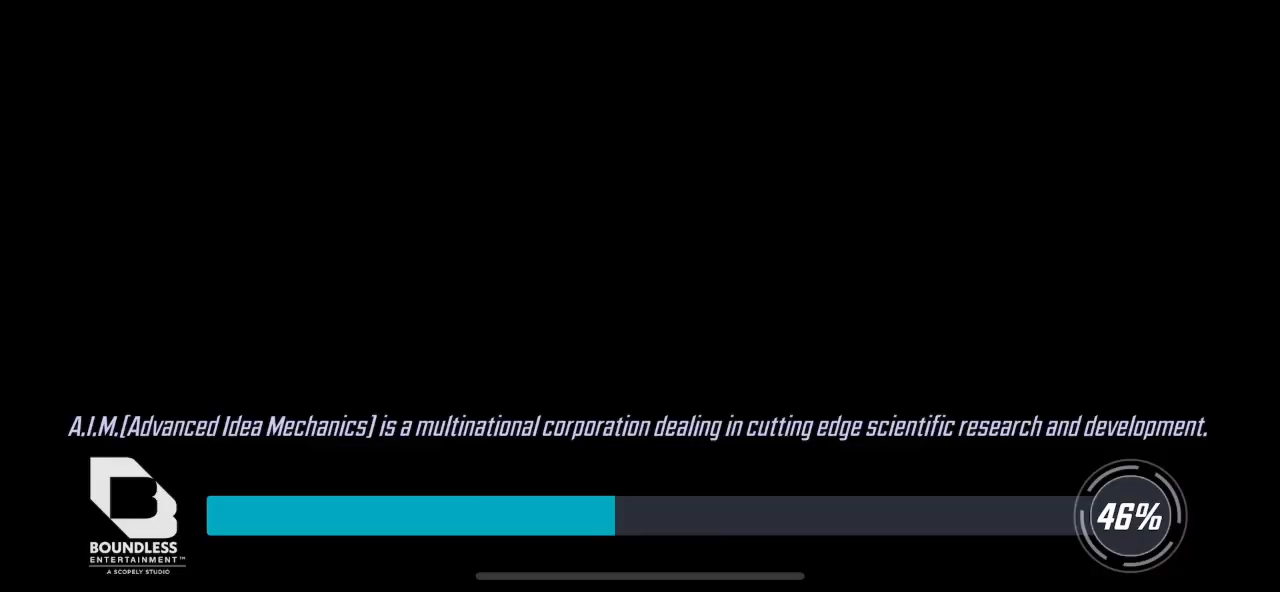 A.I.M.[Advanced Idea Mechanics] is a multinational corporation dealing in cutting edge scientific research and development.
BOUNDLESS
ENTERTAINMENT™
A SCOPELY STUDIO
46%